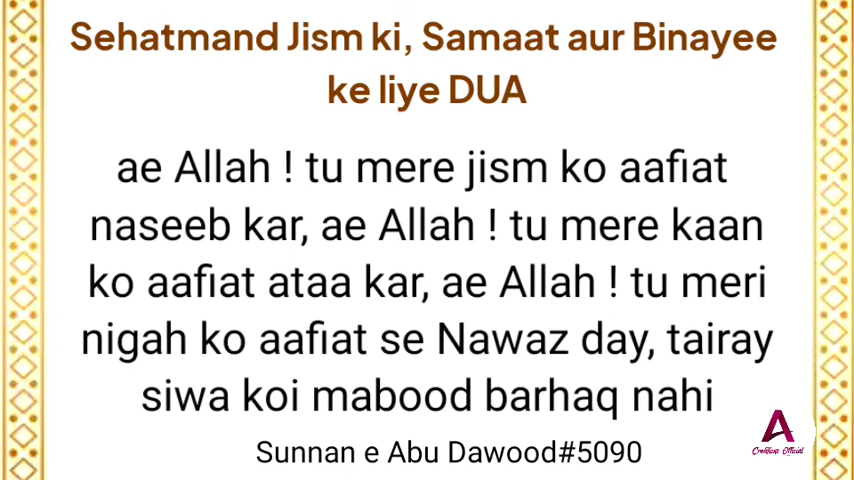 Sehatmand Jism ki, Samaat aur Binayee
ke liye DUA
ae Allah ! tu mere jism ko aafiat
naseeb kar, ae Allah ! tu mere kaan
ko aafiat ataa kar, ae Allah ! tu meri
nigah ko aafiat se Nawaz day, tairay
siwa koi mabood barhaq nahi
Sunnan e Abu Dawood#5090
A
Creations Official